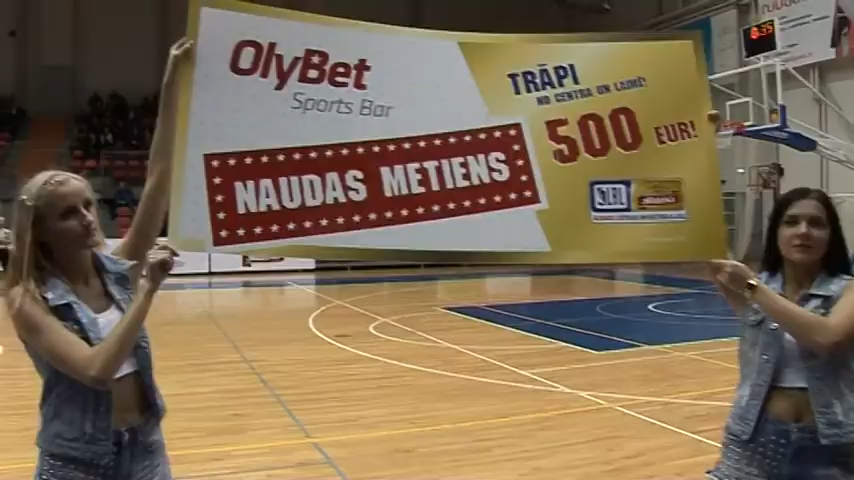 OlyBet
Sports Bar
NAUDAS METIENS
TRĀPI
NO CENTRA UN LAIMĒ
500 EUR!